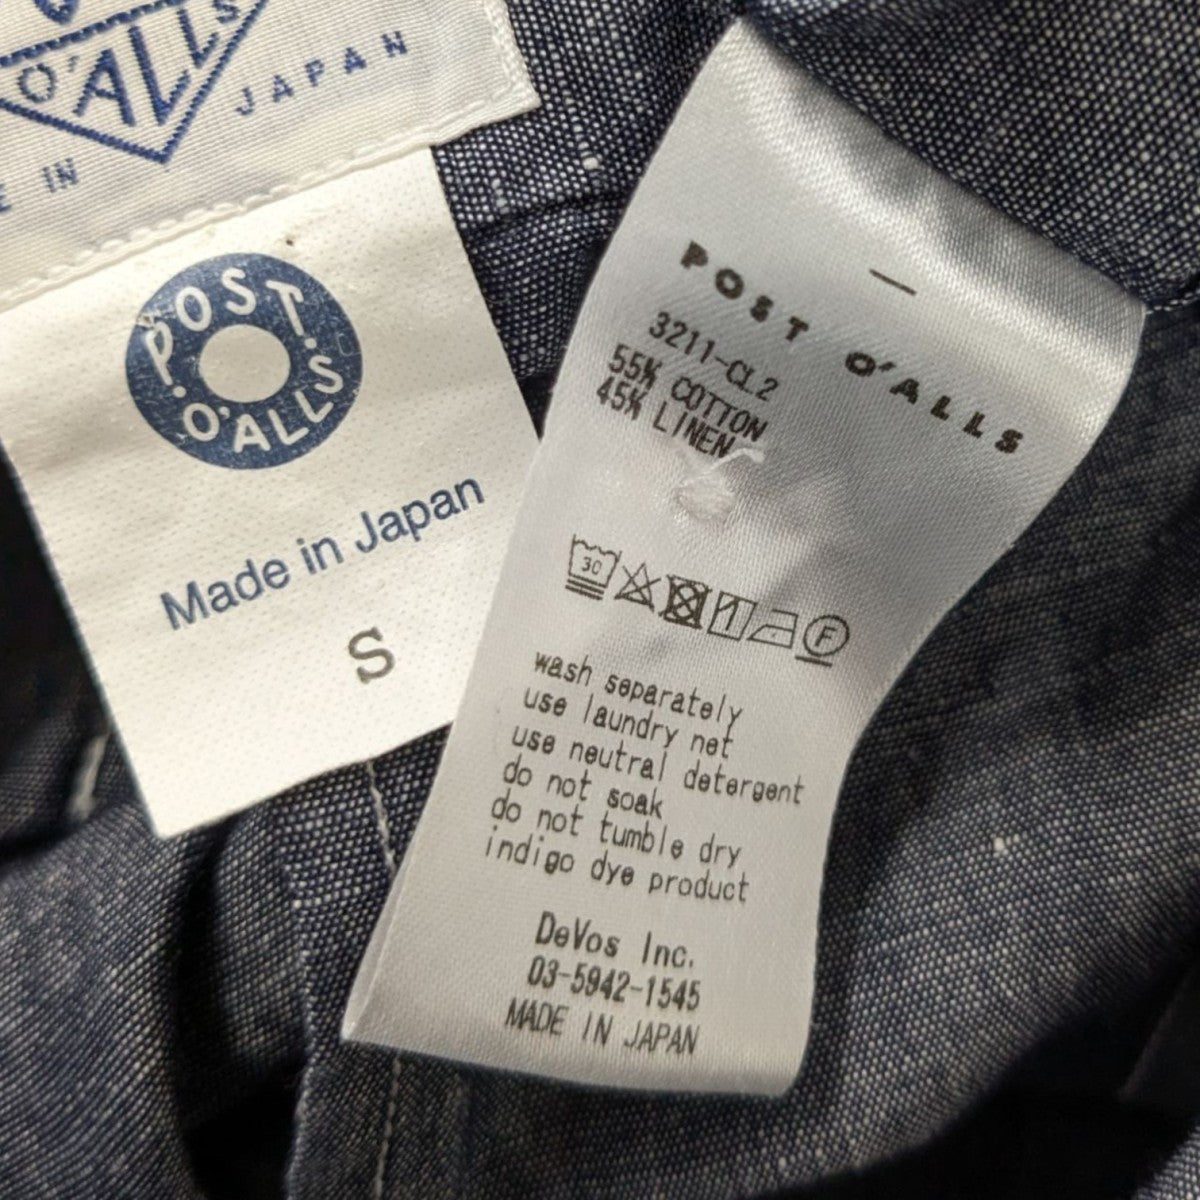 O'ALLS
E IN JAPAN
POST
O'ALLS
Made in Japan
S
POST O'ALLS
3211-CL2
55% COTTON
45% LINEN
30
F
wash separately
use laundry net
use neutral detergent
do not soak
do not tumble dry
indigo dye product
DeVos Inc.
03-5942-1545
MADE IN JAPAN